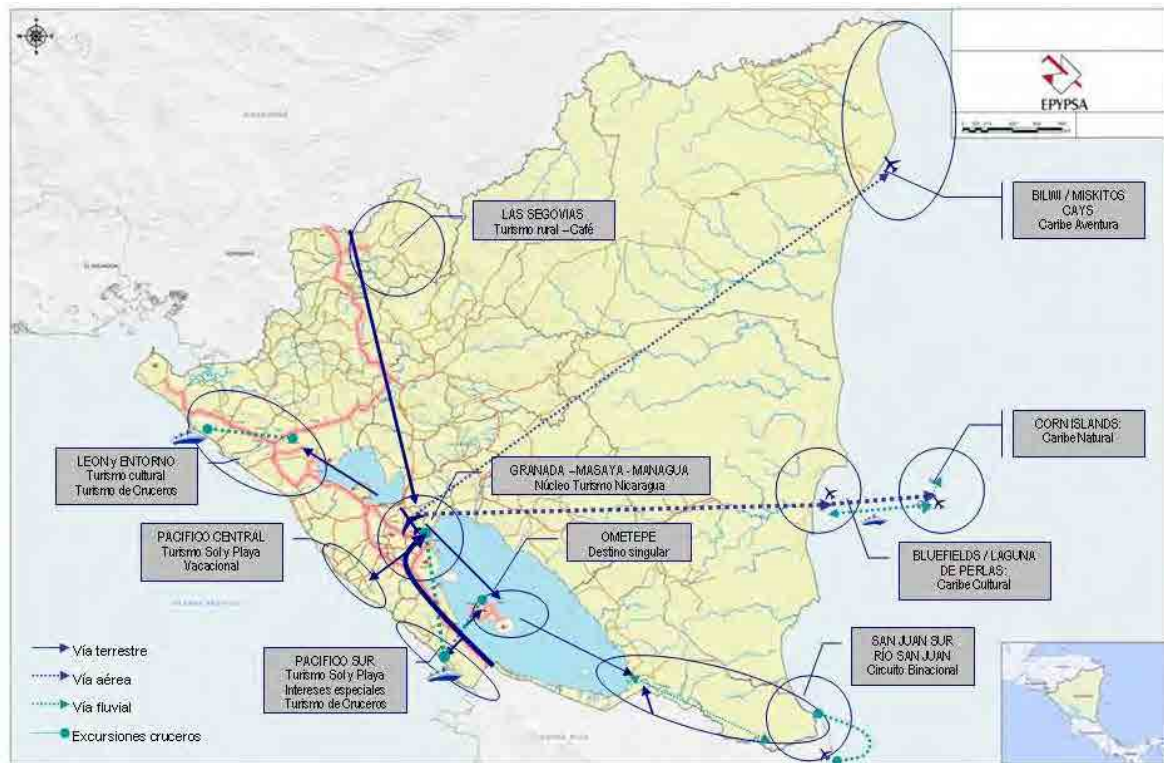 EPYPSA
BILWI / MISKITOS
CAYS
Caribe Aventura
LAS SEGOVIAS
Turismo rural –Café
CORN ISLANDS:
Caribe Natural
LEON y ENTORNO
Turismo cultural
Turismo de Cruceros
GRANADA –MASAYA - MANAGUA
Núcleo Turismo Nicaragua
PACIFICO CENTRAL
Turismo Sol y Playa
Vacacional
OMETEPE
Destino singular
BLUEFIELDS / LAGUNA
DE PERLAS:
Caribe Cultural
PACIFICO SUR
Turismo Sol y Playa
Intereses especiales
Turismo de Cruceros
SAN JUAN SUR
RÍO SAN JUAN
Circuito Binacional
Vía terrestre
Vía aérea
Vía fluvial
Excursiones cruceros